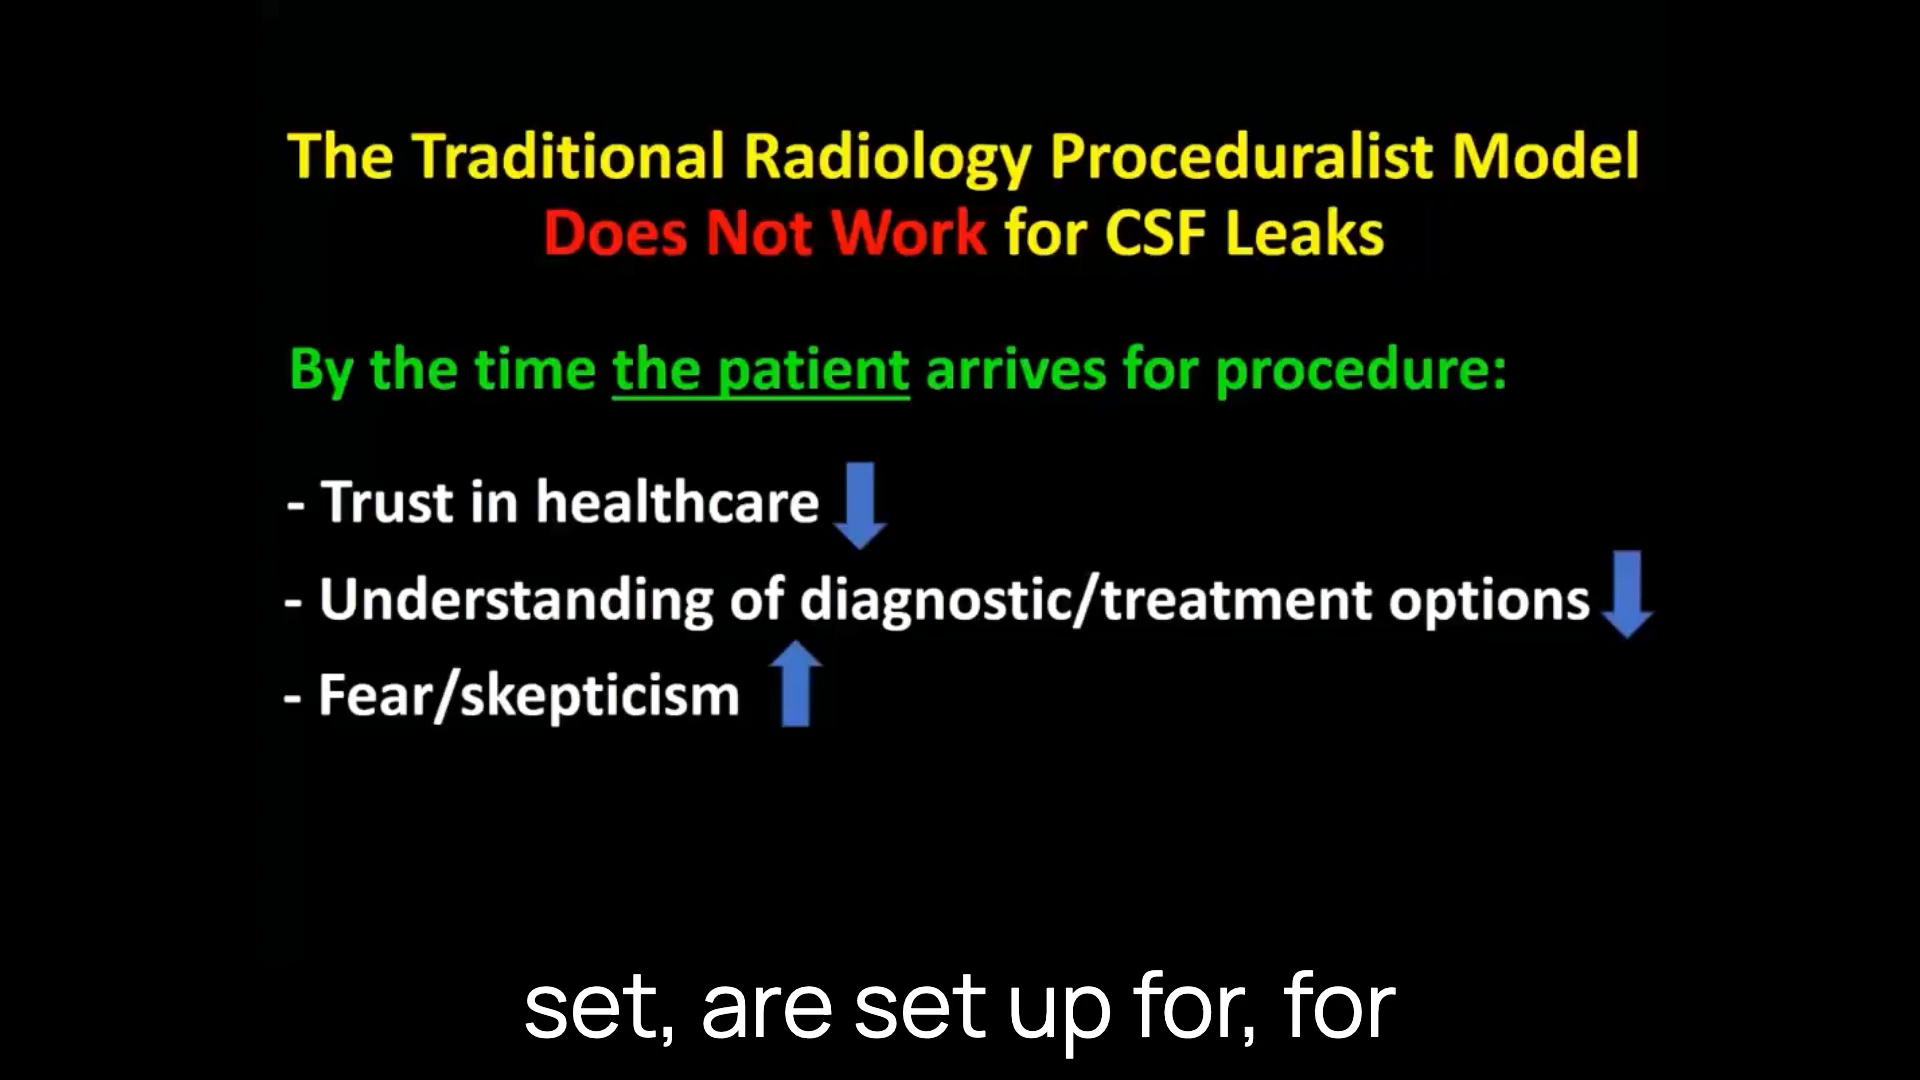 The Traditional Radiology Proceduralist Model
Does Not Work for CSF Leaks
By the time the patient arrives for procedure:
- Trust in healthcare
- Understanding of diagnostic/treatment options
- Fear/skepticism
set, are set up for, for